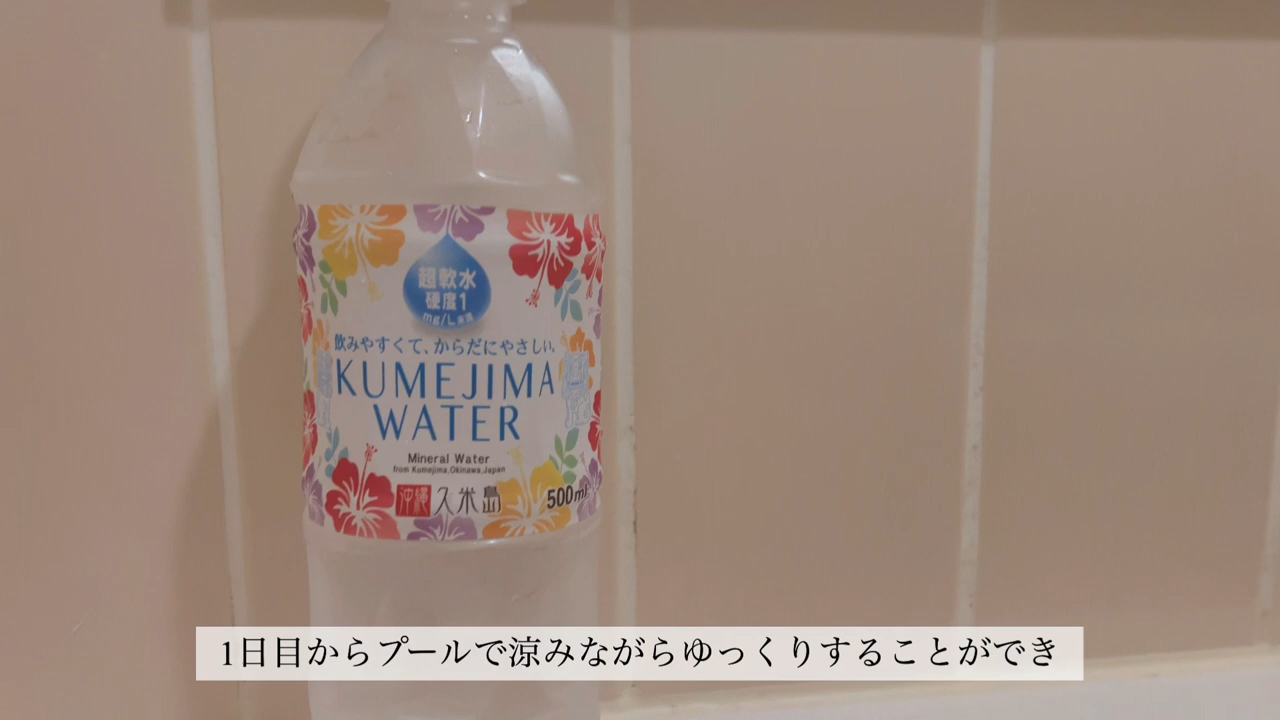 超軟水
硬度1
mg/L未満
飲みやすくて、からだにやさしい。
KUMEJIMA
WATER
Mineral Water
from Kumejima,Okinawa,Japan
沖縄 久米島
500ml
1日目からプールで涼みながらゆっくりすることができ